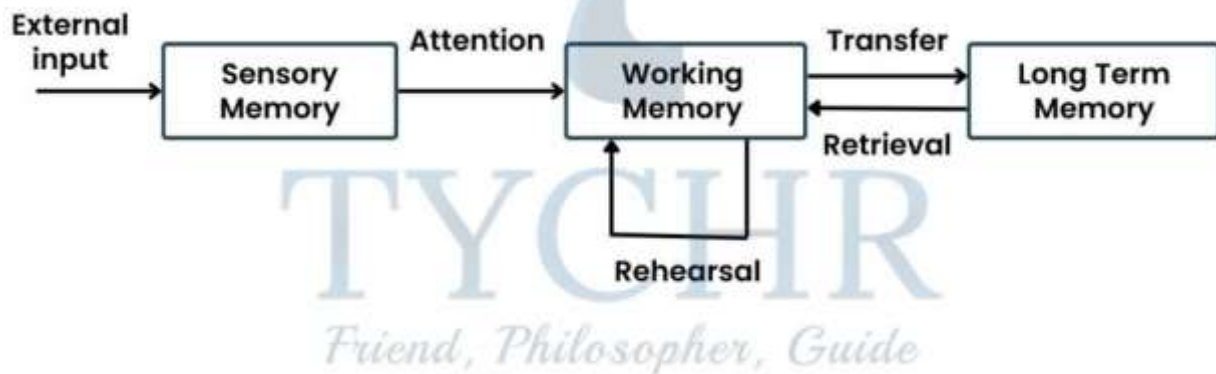 External
input
Sensory
Memory
Attention
Working
Memory
Transfer
Retrieval
Long Term
Memory
Rehearsal
TYCHR
Friend, Philosopher, Guide